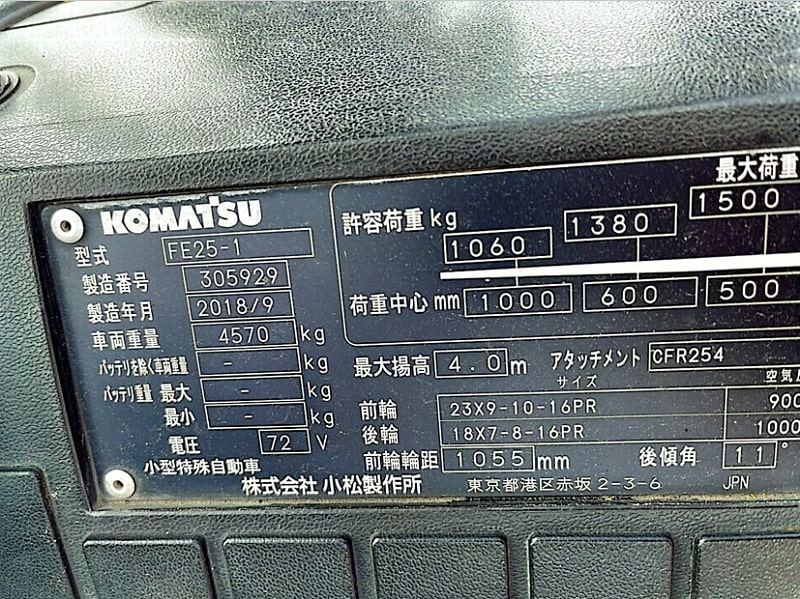 KOMATSU
型式 FE25-1
製造番号 305929
製造年月 2018/9
車両重量 4570 kg
バッテリを除く車両重量 - kg
バッテリ重量 最大 - kg
最小 - kg
電圧 72 V
小型特殊自動車
最大荷重
許容荷重 kg 1060 1380 1500
荷重中心 mm 1000 600 500
最大揚高 4.0 m アタッチメント CFR254
サイズ 空気
前輪 23X9-10-16PR 900
後輪 18X7-8-16PR 1000
前輪輪距 1055 mm 後傾角 11°
株式会社 小松製作所 東京都港区赤坂 2-3-6 JPN